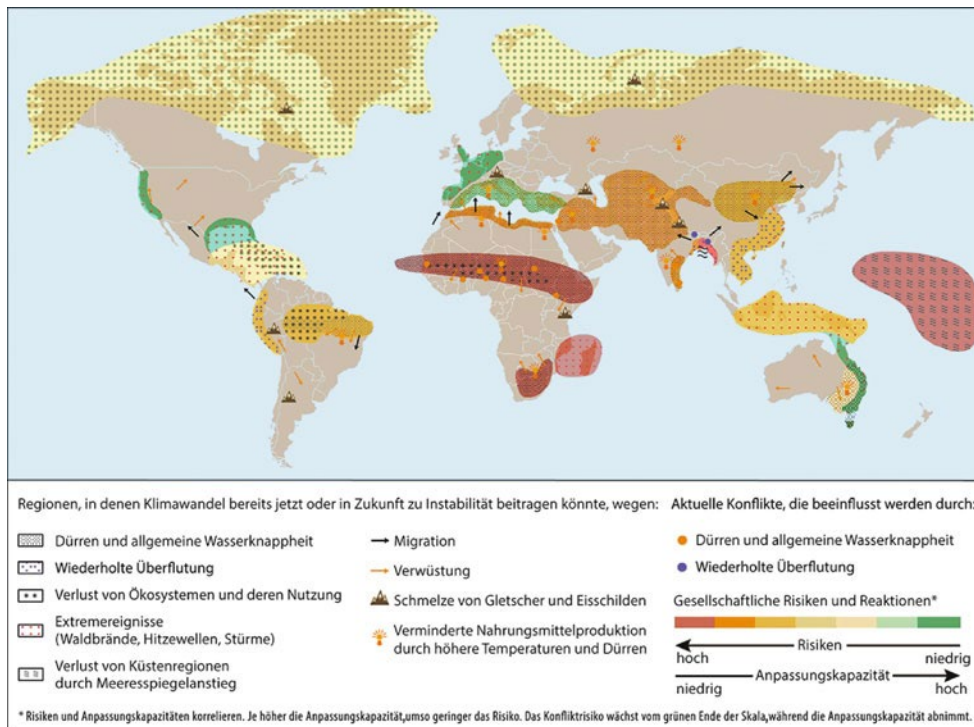 Regionen, in denen Klimawandel bereits jetzt oder in Zukunft zu Instabilität beitragen könnte, wegen:
Dürren und allgemeine Wasserknappheit
Wiederholte Überflutung
Verlust von Ökosystemen und deren Nutzung
Extremereignisse
(Waldbrände, Hitzewellen, Stürme)
Verlust von Küstenregionen
durch Meeresspiegelanstieg
Migration
Verwüstung
Schmelze von Gletscher und Eisschilden
Verminderte Nahrungsmittelproduktion
durch höhere Temperaturen und Dürren
Aktuelle Konflikte, die beeinflusst werden durch:
Dürren und allgemeine Wasserknappheit
Wiederholte Überflutung
Gesellschaftliche Risiken und Reaktionen*
Risiken
hoch niedrig
Anpassungskapazität
niedrig hoch
* Risiken und Anpassungskapazitäten korrelieren. Je höher die Anpassungskapazität,umso geringer das Risiko. Das Konfliktrisiko wächst vom grünen Ende der Skala,während die Anpassungskapazität abnimmt.